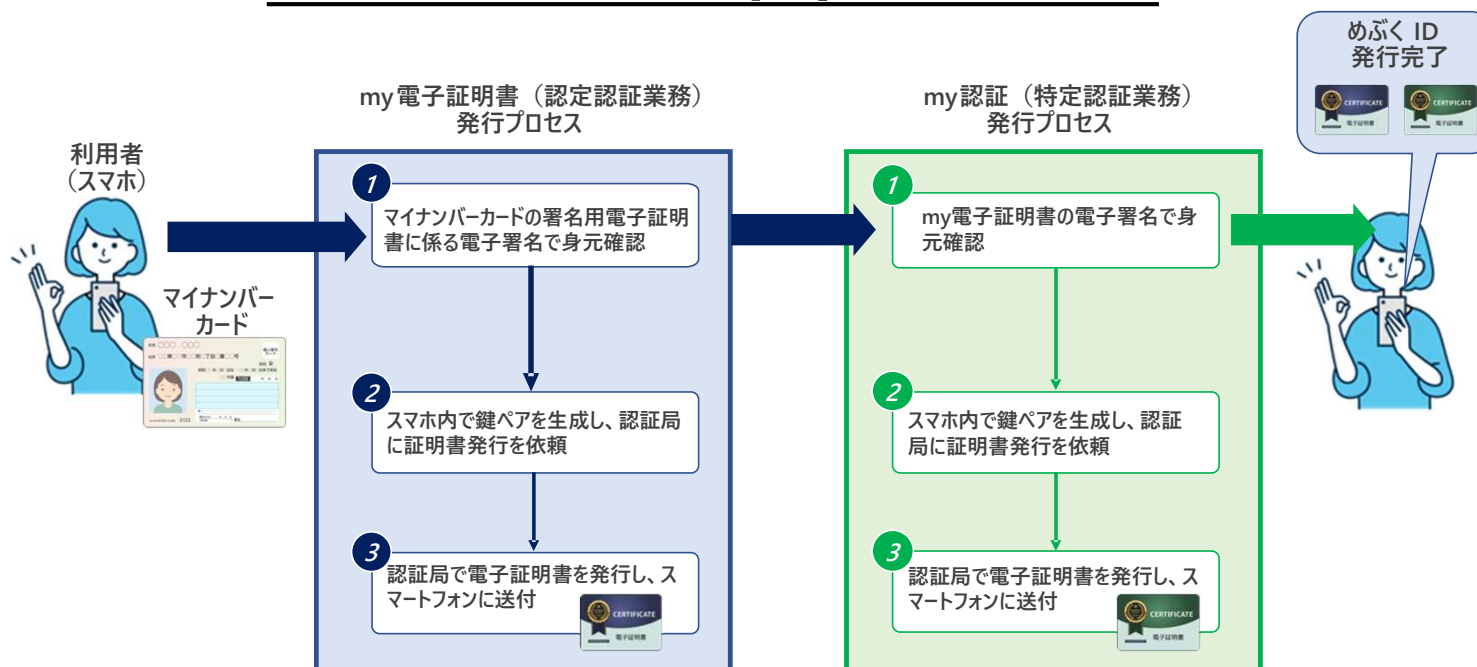 めぶく ID
発行完了
CERTIFICATE
電子証明書
CERTIFICATE
電子証明書
my電子証明書（認定認証業務）
発行プロセス
my認証（特定認証業務）
発行プロセス
利用者
（スマホ）
マイナンバー
カード
1
マイナンバーカードの署名用電子証明
書に係る電子署名で身元確認
2
スマホ内で鍵ペアを生成し、認証局
に証明書発行を依頼
3
認証局で電子証明書を発行し、ス
マートフォンに送付
CERTIFICATE
電子証明書
1
my電子証明書の電子署名で身
元確認
2
スマホ内で鍵ペアを生成し、認証
局に証明書発行を依頼
3
認証局で電子証明書を発行し、ス
マートフォンに送付
CERTIFICATE
電子証明書